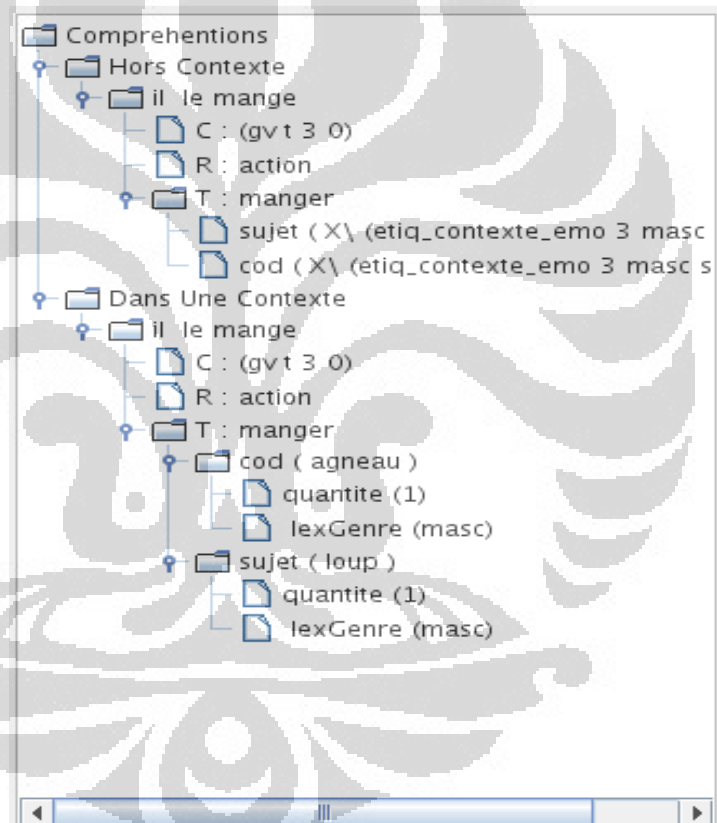 Comprehentions
Hors Contexte
il le mange
C : (gv t 3 0)
R : action
T : manger
sujet ( X\ (etiq_contexte_emo 3 masc
cod ( X\ (etiq_contexte_emo 3 masc s
Dans Une Contexte
il le mange
C : (gv t 3 0)
R : action
T : manger
cod ( agneau )
quantite (1)
lexGenre (masc)
sujet ( loup )
quantite (1)
lexGenre (masc)